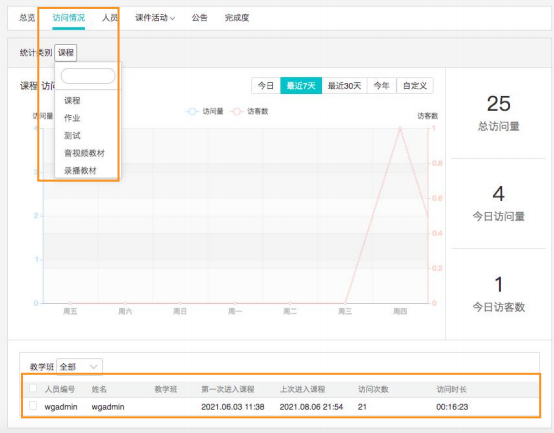 总览 访问情况 人员 课件活动 公告 完成度
统计类别 课程
课程 访问
今日 最近7天 最近30天 今年 自定义
课程
作业
测试
音视频教材
录播教材
访问量 访客数
访问量 访客数
4 1
3 0.8
0.6
2 0.4
1 0.2
0 0
周五 周六 周日 周一 周二 周三 周四
25
总访问量
4
今日访问量
1
今日访客数
教学班 全部
人员编号 姓名 教学班 第一次进入课程 上次进入课程 访问次数 访问时长
wgadmin wgadmin 2021.06.03 11:38 2021.08.06 21:54 21 00:16:23